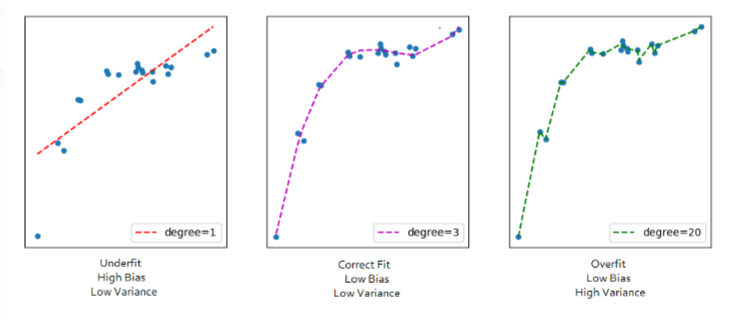 degree=1
degree=3
degree=20
Underfit
High Bias
Low Variance
Correct Fit
Low Bias
Low Variance
Overfit
Low Bias
High Variance